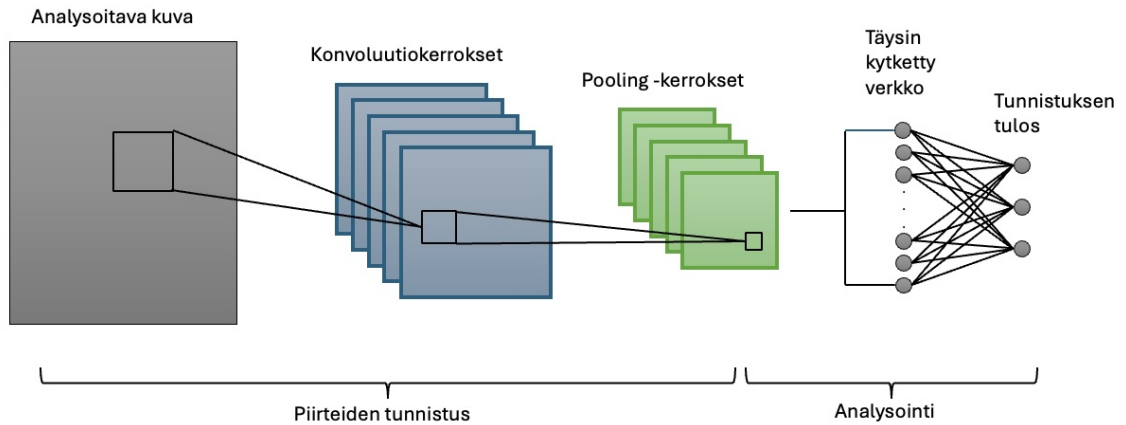 Analysoitava kuva
Konvoluutiokerrokset
Pooling -kerrokset
Täysin
kytketty
verkko
Tunnistuksen
tulos
Piirteiden tunnistus
Analysointi